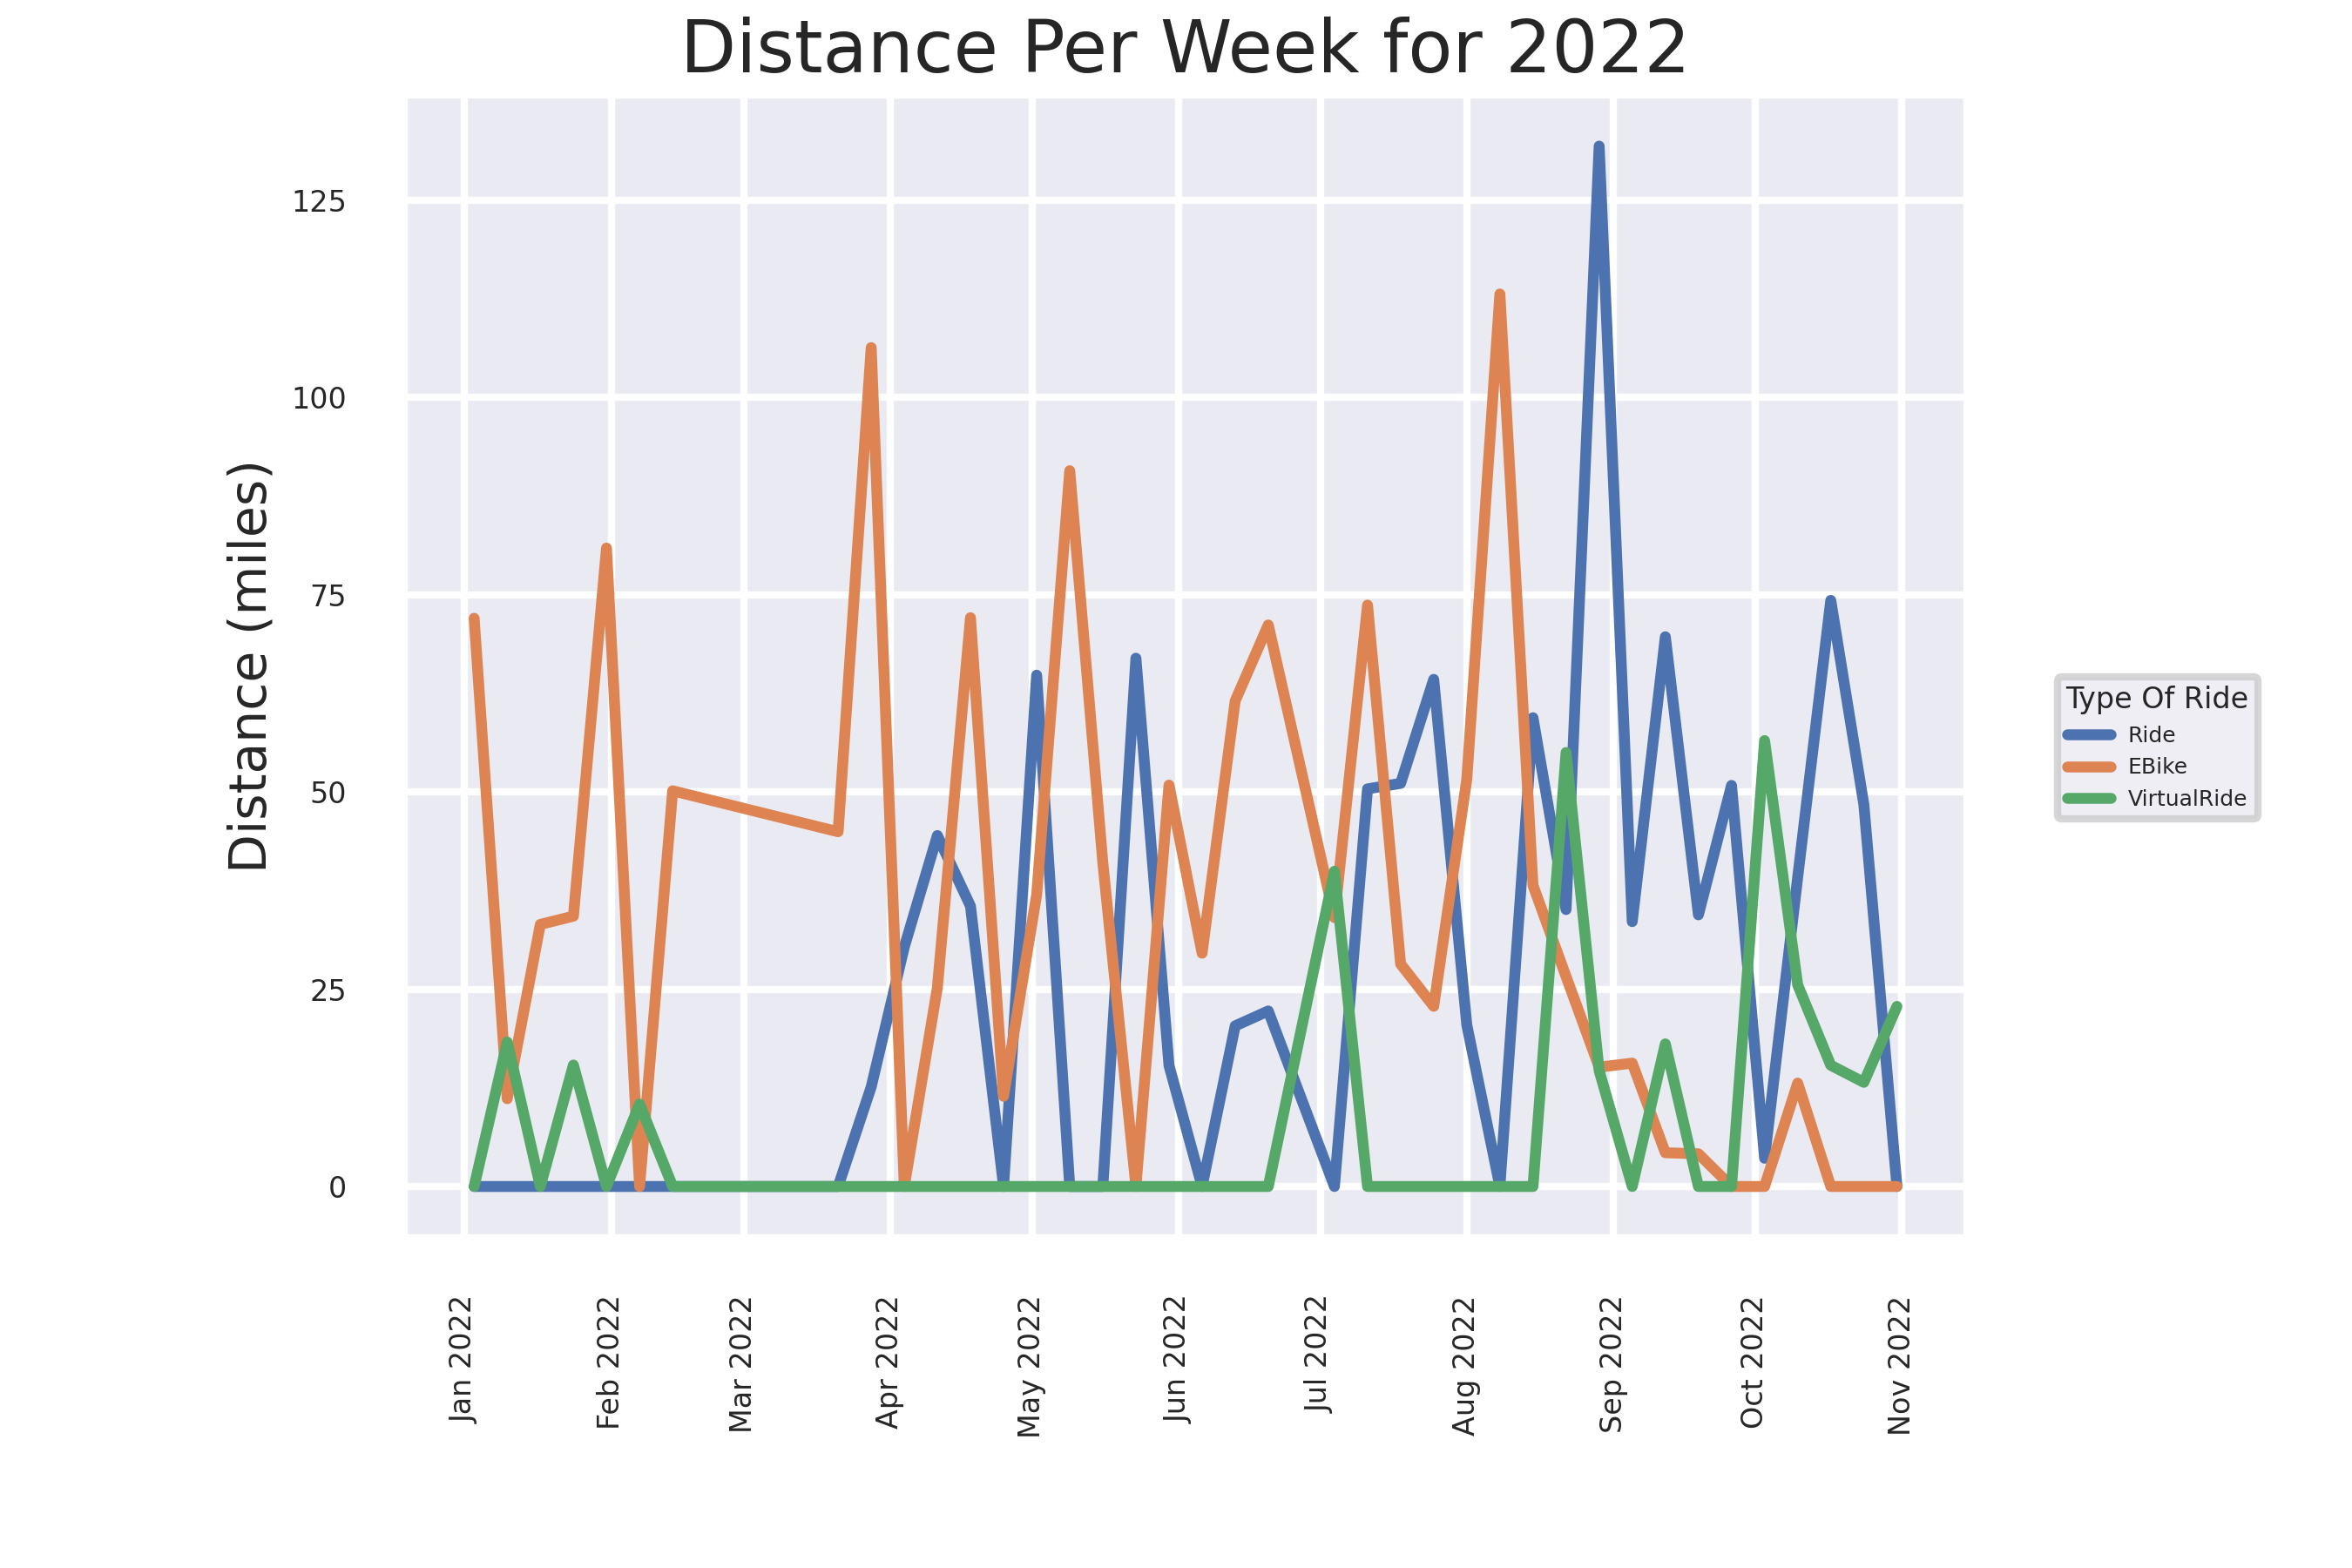 Distance Per Week for 2022
Distance (miles)
125
100
75
50
25
0
Jan 2022
Feb 2022
Mar 2022
Apr 2022
May 2022
Jun 2022
Jul 2022
Aug 2022
Sep 2022
Oct 2022
Nov 2022
Type Of Ride
Ride
EBike
VirtualRide